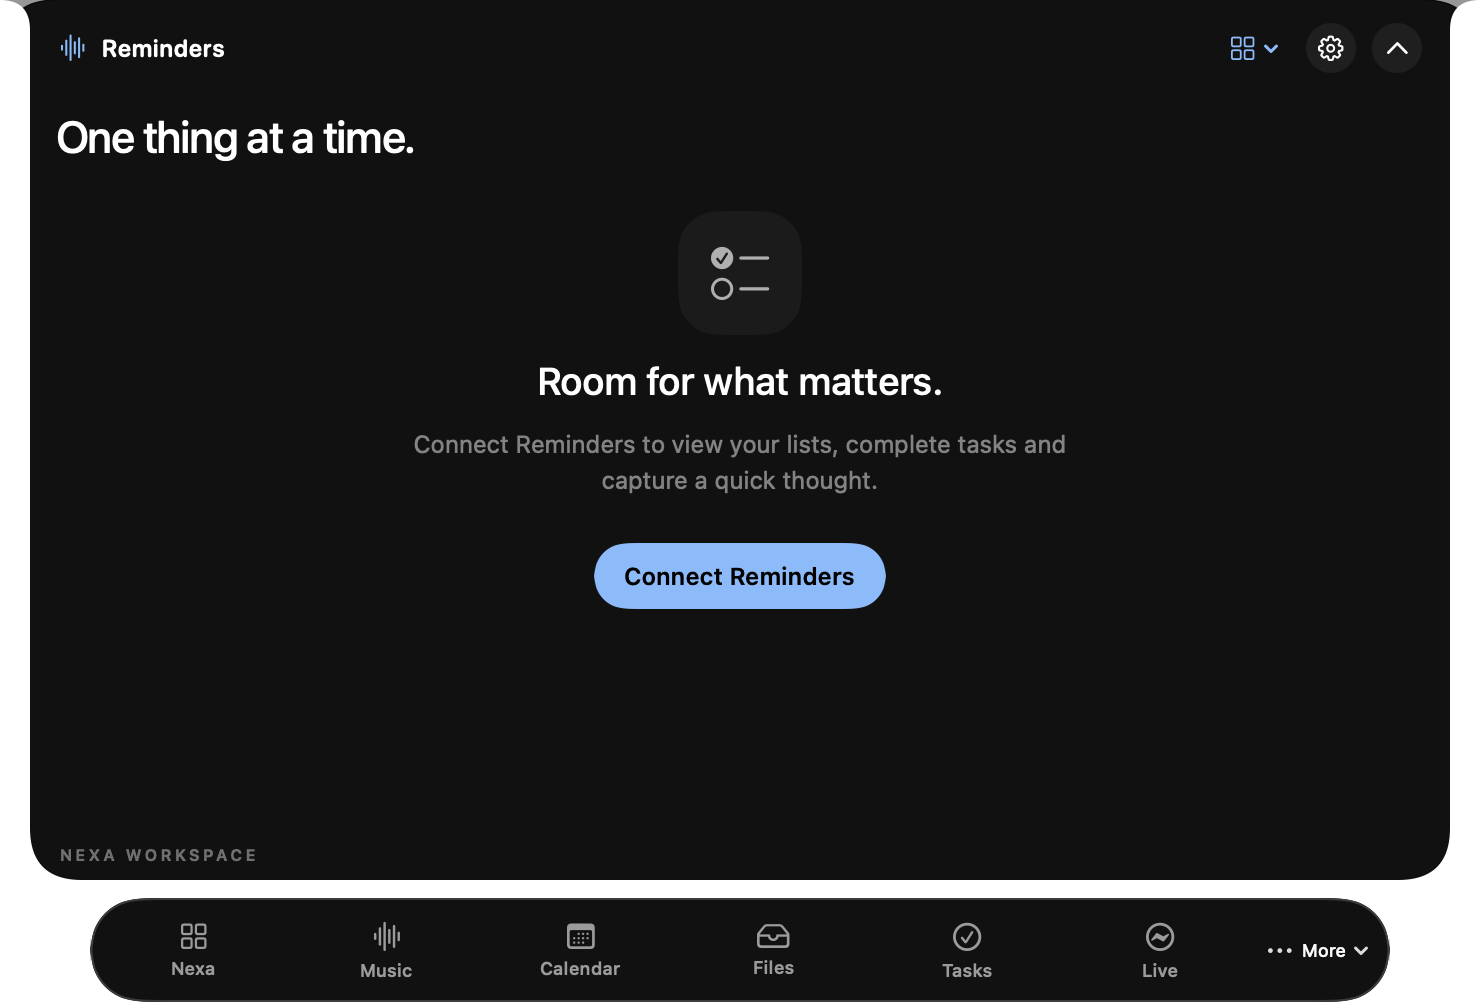 Reminders
One thing at a time.
Room for what matters.
Connect Reminders to view your lists, complete tasks and
capture a quick thought.
Connect Reminders
NEXA WORKSPACE
Nexa
Music
Calendar
Files
Tasks
Live
More